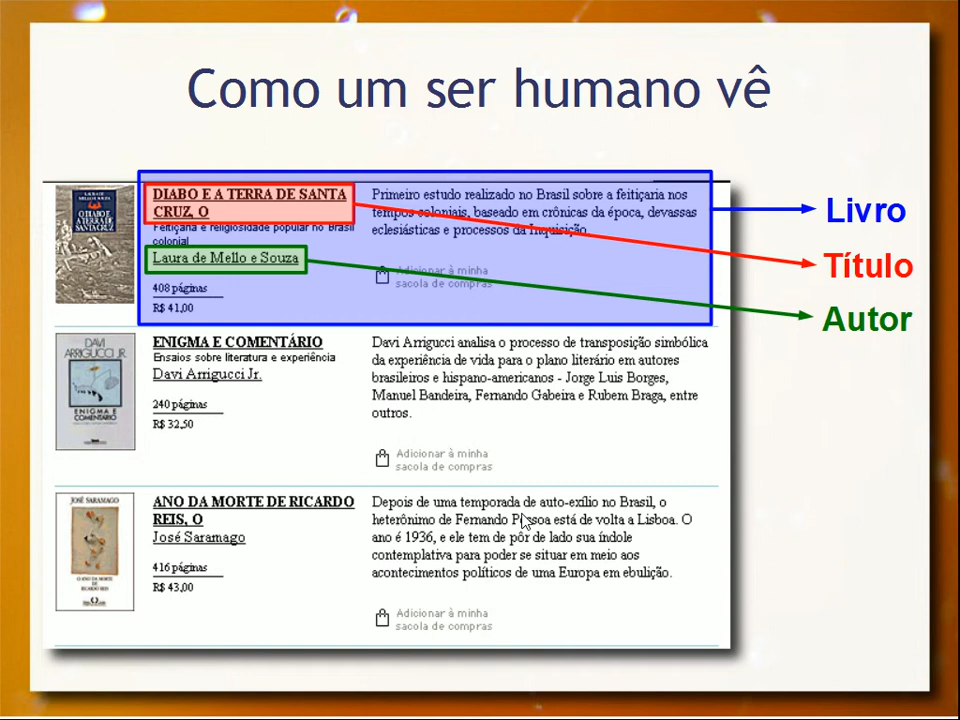 Como um ser humano vê
LAURA DE
MELLO E SOUZA
O DIABO E
A TERRA DE
SANTA CRUZ
DIABO E A TERRA DE SANTA
CRUZ, O
Feitiçaria e religiosidade popular no Brasil
colonial
Laura de Mello e Souza
408 páginas
R$ 41,00
Primeiro estudo realizado no Brasil sobre a feitiçaria nos
tempos coloniais, baseado em crônicas da época, devassas
eclesiásticas e processos da Inquisição.
Adicionar à minha
sacola de compras
Livro
Título
Autor
DAVI
ARRIGUCCI JR.
ENIGMA E
COMENTÁRIO
ENIGMA E COMENTÁRIO
Ensaios sobre literatura e experiência
Davi Arrigucci Jr.
240 páginas
R$ 32,50
Davi Arrigucci analisa o processo de transposição simbólica
da experiência de vida para o plano literário em autores
brasileiros e hispano-americanos - Jorge Luis Borges,
Manuel Bandeira, Fernando Gabeira e Rubem Braga, entre
outros.
Adicionar à minha
sacola de compras
JOSÉ SARAMAGO
O ANO DA MORTE
DE
RICARDO REIS
ANO DA MORTE DE RICARDO
REIS, O
José Saramago
416 páginas
R$ 43,00
Depois de uma temporada de auto-exílio no Brasil, o
heterônimo de Fernando Pessoa está de volta a Lisboa. O
ano é 1936, e ele tem de pôr de lado sua índole
contemplativa para poder se situar em meio aos
acontecimentos políticos de uma Europa em ebulição.
Adicionar à minha
sacola de compras